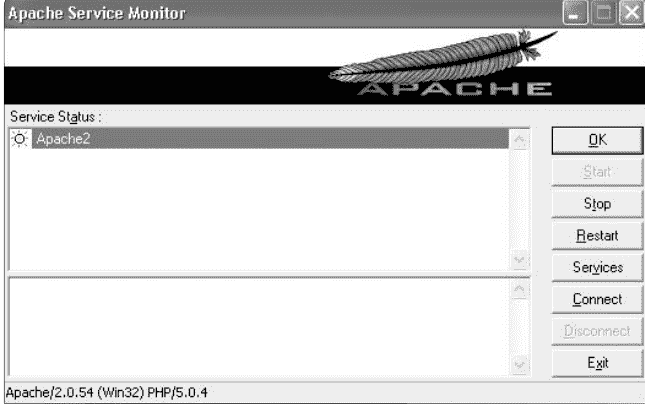 Apache Service Monitor
APACHE
Service Status :
Apache2
OK
Start
Stop
Restart
Services
Connect
Disconnect
Exit
Apache/2.0.54 (Win32) PHP/5.0.4